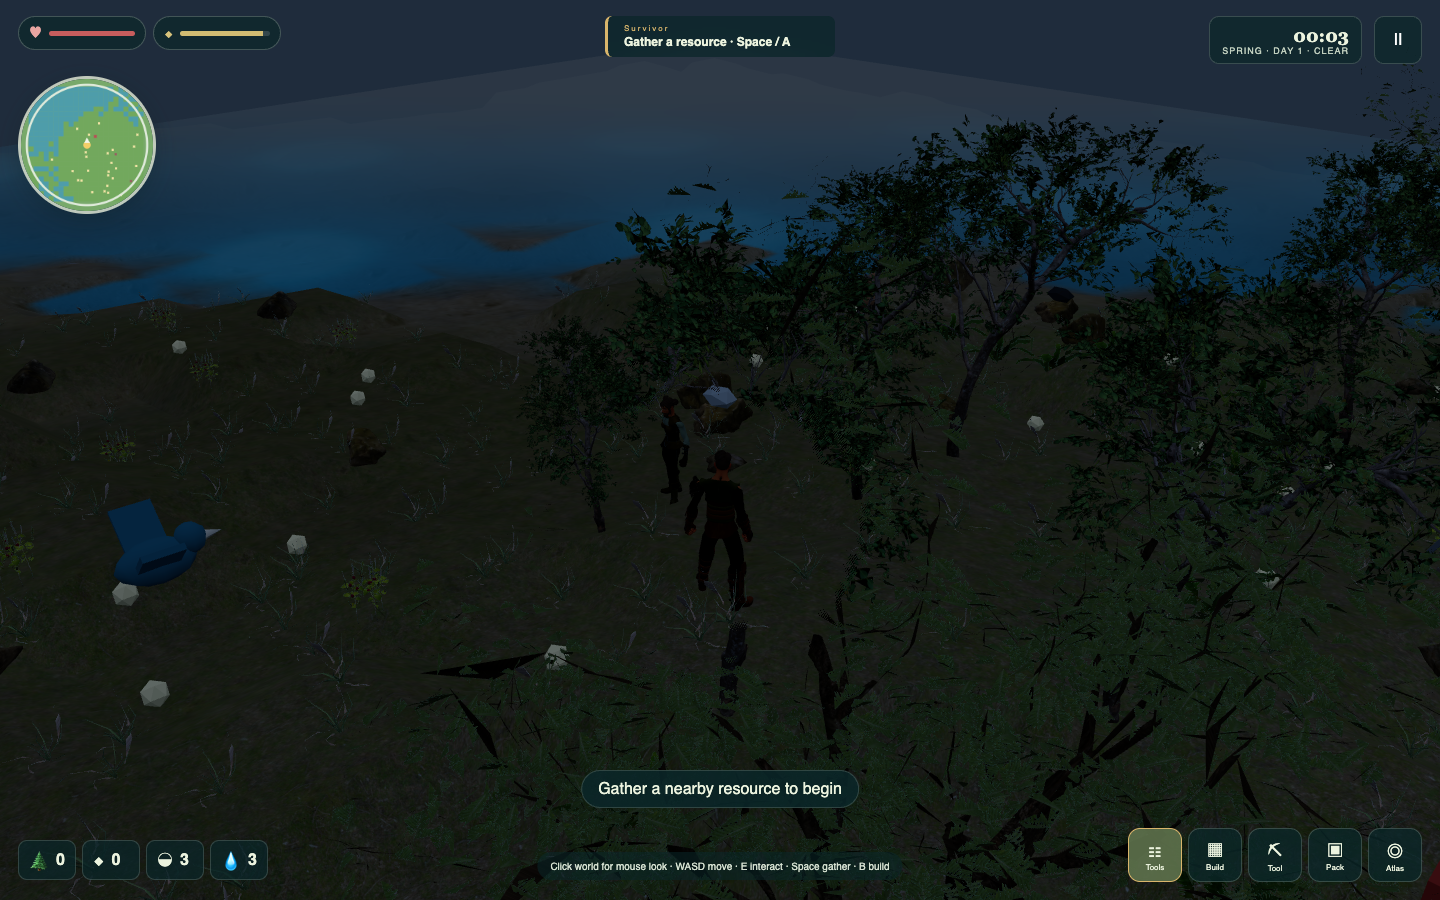 Survivor
Gather a resource · Space / A
00:03
SPRING · DAY 1 · CLEAR
Gather a nearby resource to begin
0
0
3
3
Click world for mouse look · WASD move · E interact · Space gather · B build
Tools
Build
Tool
Pack
Atlas